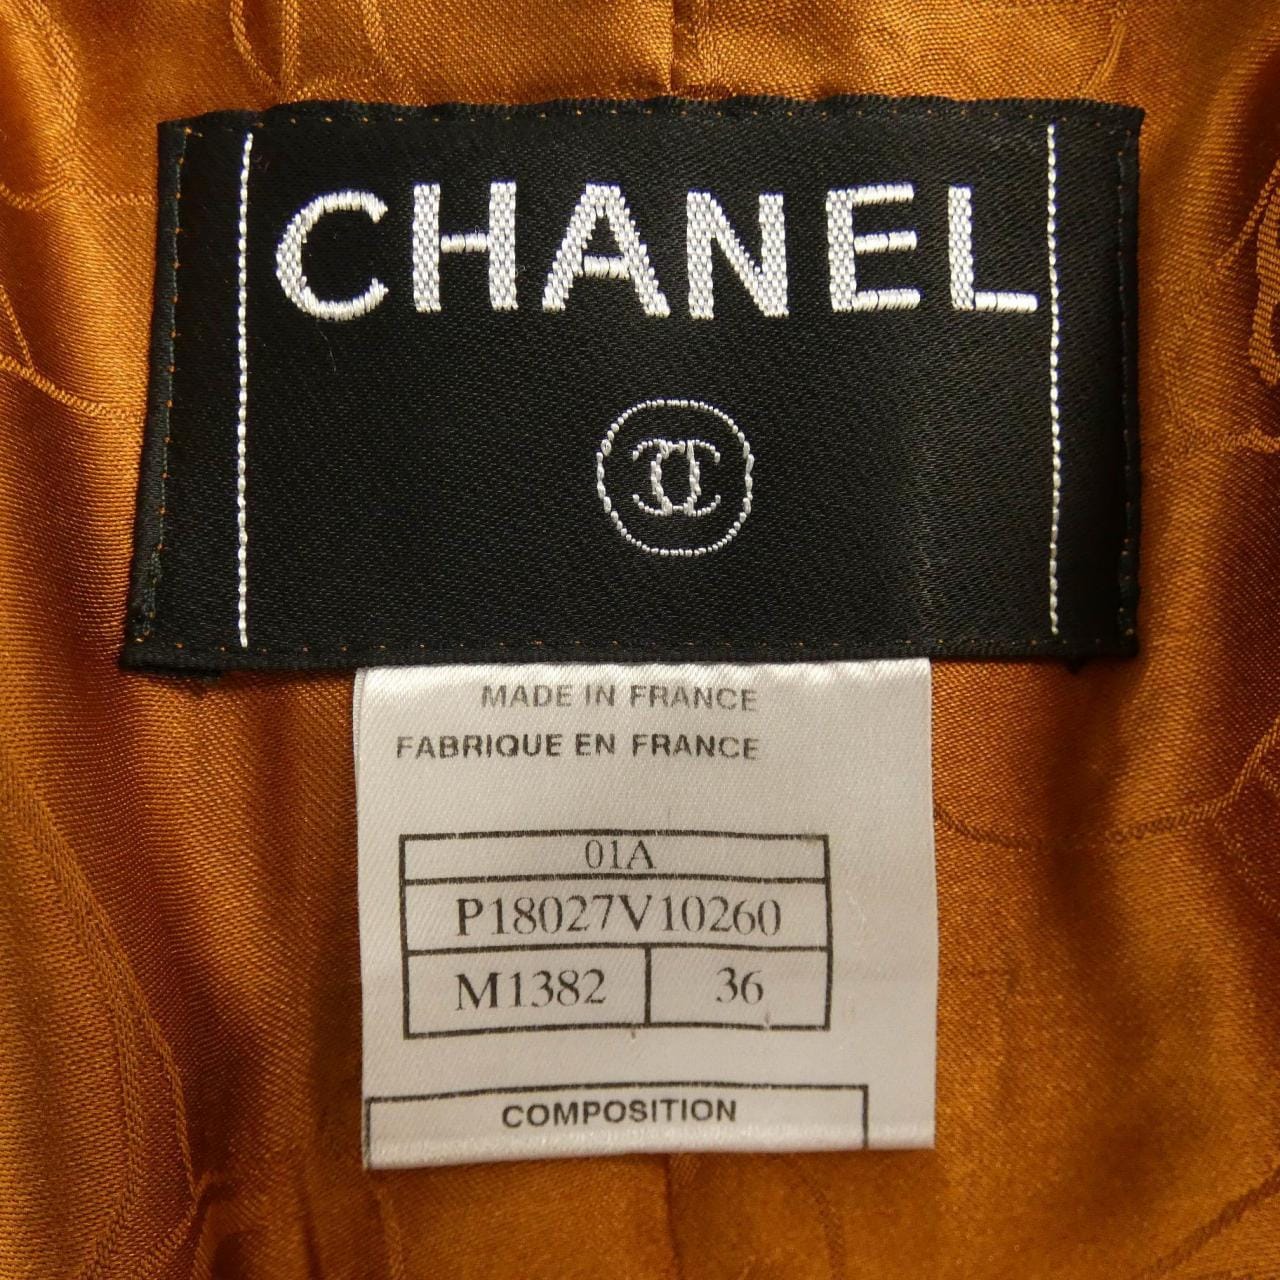 CHANEL
MADE IN FRANCE
FABRIQUE EN FRANCE
01A
P18027V10260
M1382 36
COMPOSITION